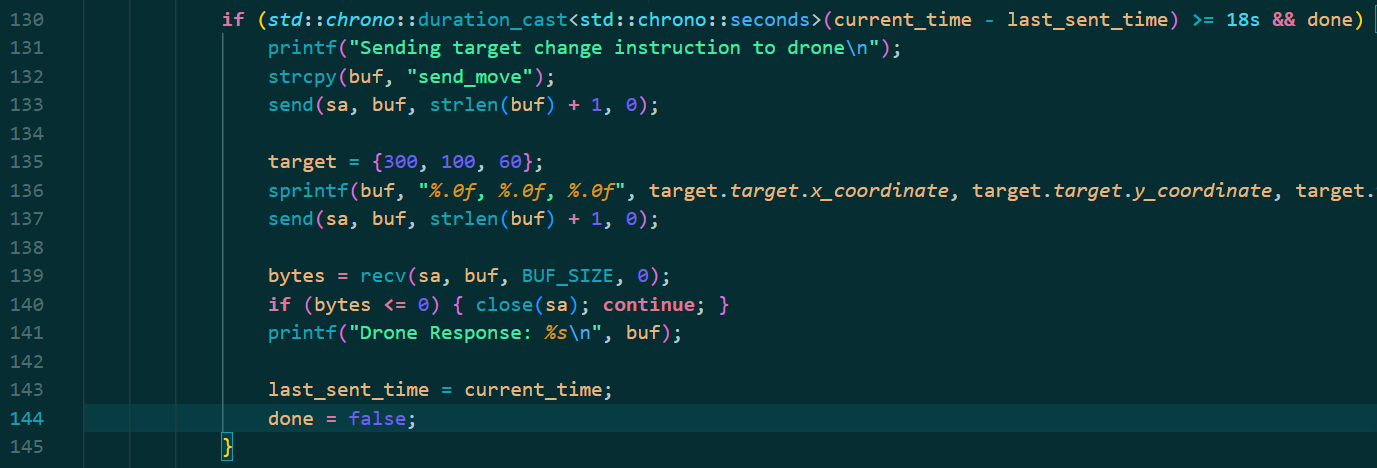 130 if (std::chrono::duration_cast<std::chrono::seconds>(current_time - last_sent_time) >= 18s && done)
131 printf("Sending target change instruction to drone\n");
132 strcpy(buf, "send_move");
133 send(sa, buf, strlen(buf) + 1, 0);
134
135 target = {300, 100, 60};
136 sprintf(buf, "%.0f, %.0f, %.0f", target.target.x_coordinate, target.target.y_coordinate, target.
137 send(sa, buf, strlen(buf) + 1, 0);
138
139 bytes = recv(sa, buf, BUF_SIZE, 0);
140 if (bytes <= 0) { close(sa); continue; }
141 printf("Drone Response: %s\n", buf);
142
143 last_sent_time = current_time;
144 done = false;
145 }